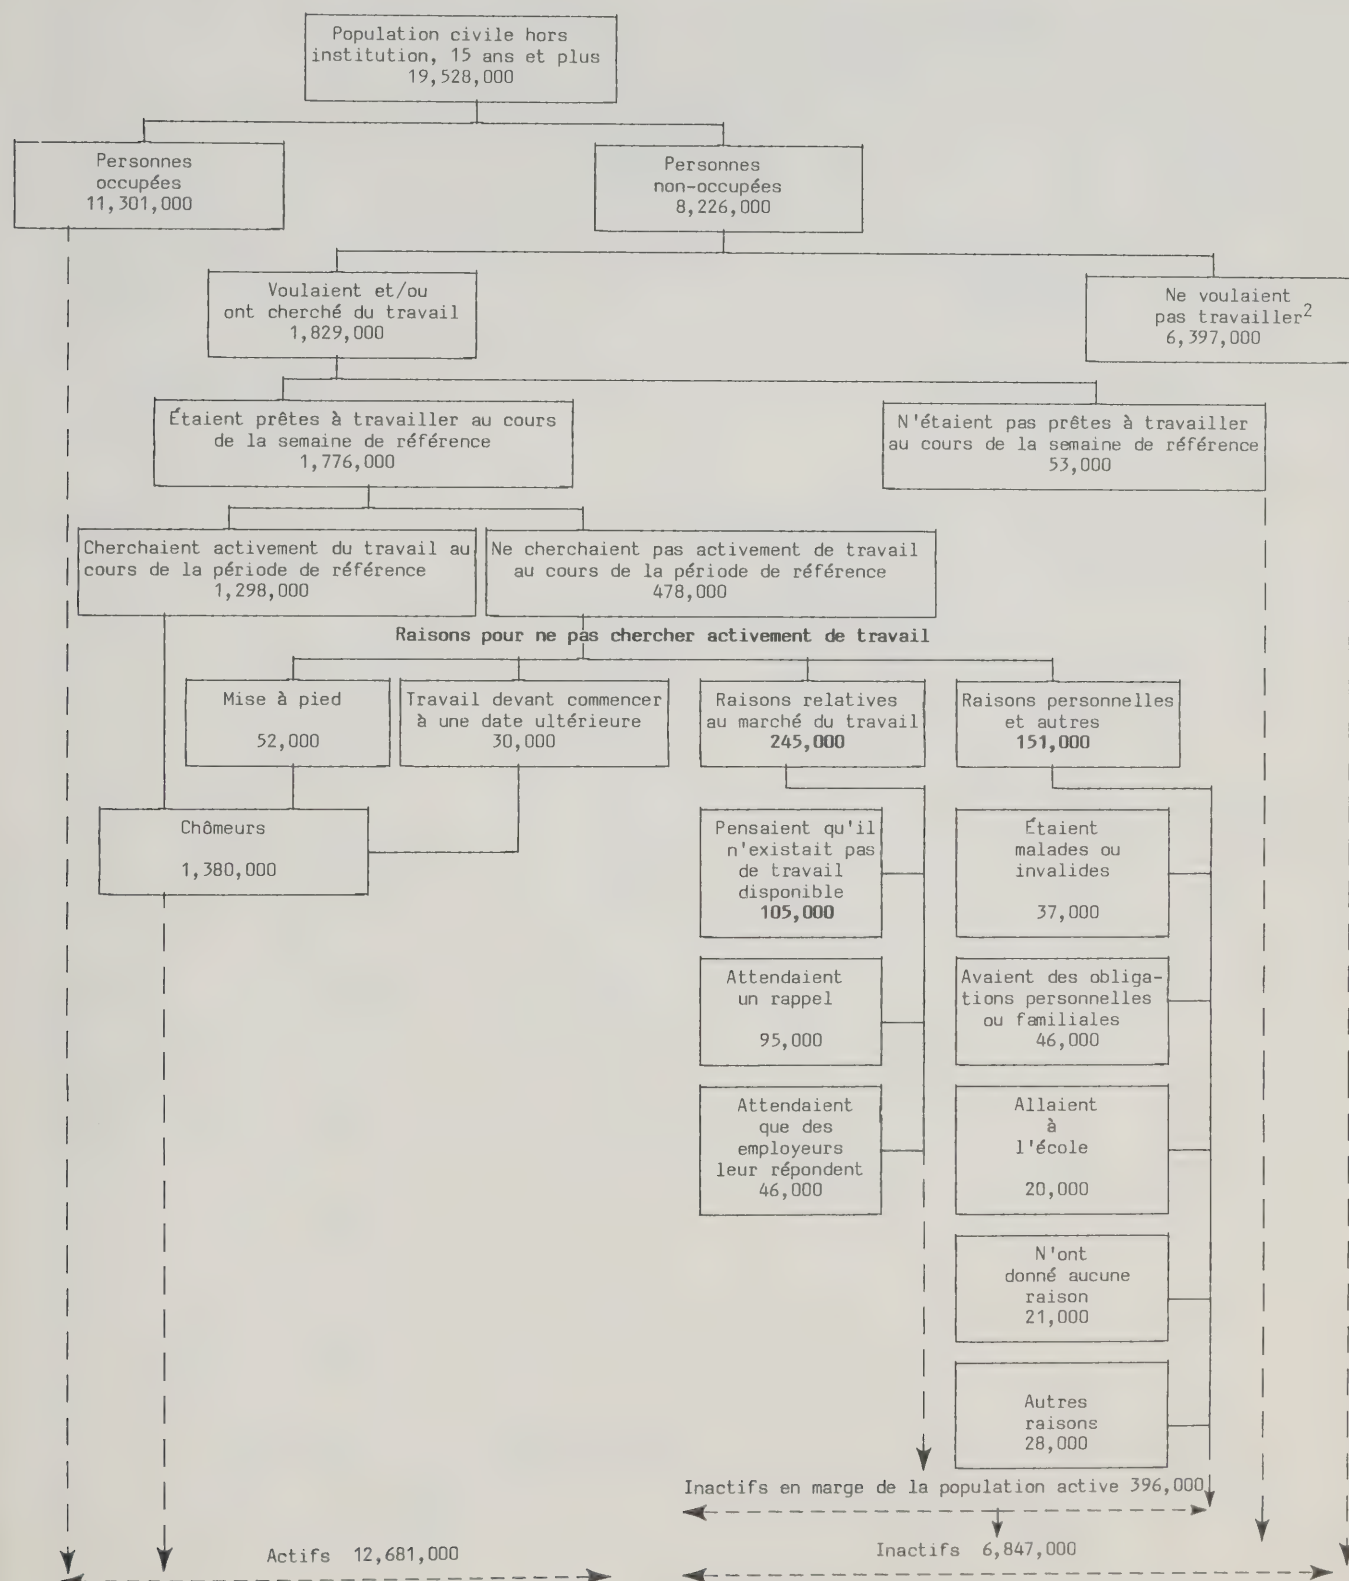 Population civile hors
institution, 15 ans et plus
19,528,000
Personnes
occupées
11,301,000
Personnes
non-occupées
8,226,000
Voulaient et/ou
ont cherché du travail
1,829,000
Ne voulaient
pas travailler2
6,397,000
Étaient prêtes à travailler au cours
de la semaine de référence
1,776,000
N'étaient pas prêtes à travailler
au cours de la semaine de référence
53,000
Cherchaient activement du travail au
cours de la période de référence
1,298,000
Ne cherchaient pas activement de travail
au cours de la période de référence
478,000
Raisons pour ne pas chercher activement de travail
Mise à pied
52,000
Travail devant commencer
à une date ultérieure
30,000
Raisons relatives
au marché du travail
245,000
Raisons personnelles
et autres
151,000
Chômeurs
1,380,000
Pensaient qu'il
n'existait pas
de travail
disponible
105,000
Étaient
malades ou
invalides
37,000
Attendaient
un rappel
95,000
Avaient des obliga-
tions personnelles
ou familiales
46,000
Attendaient
que des
employeurs
leur répondent
46,000
Allaient
à
l'école
20,000
N'ont
donné aucune
raison
21,000
Autres
raisons
28,000
Inactifs en marge de la population active 396,000
Actifs 12,681,000
Inactifs 6,847,000